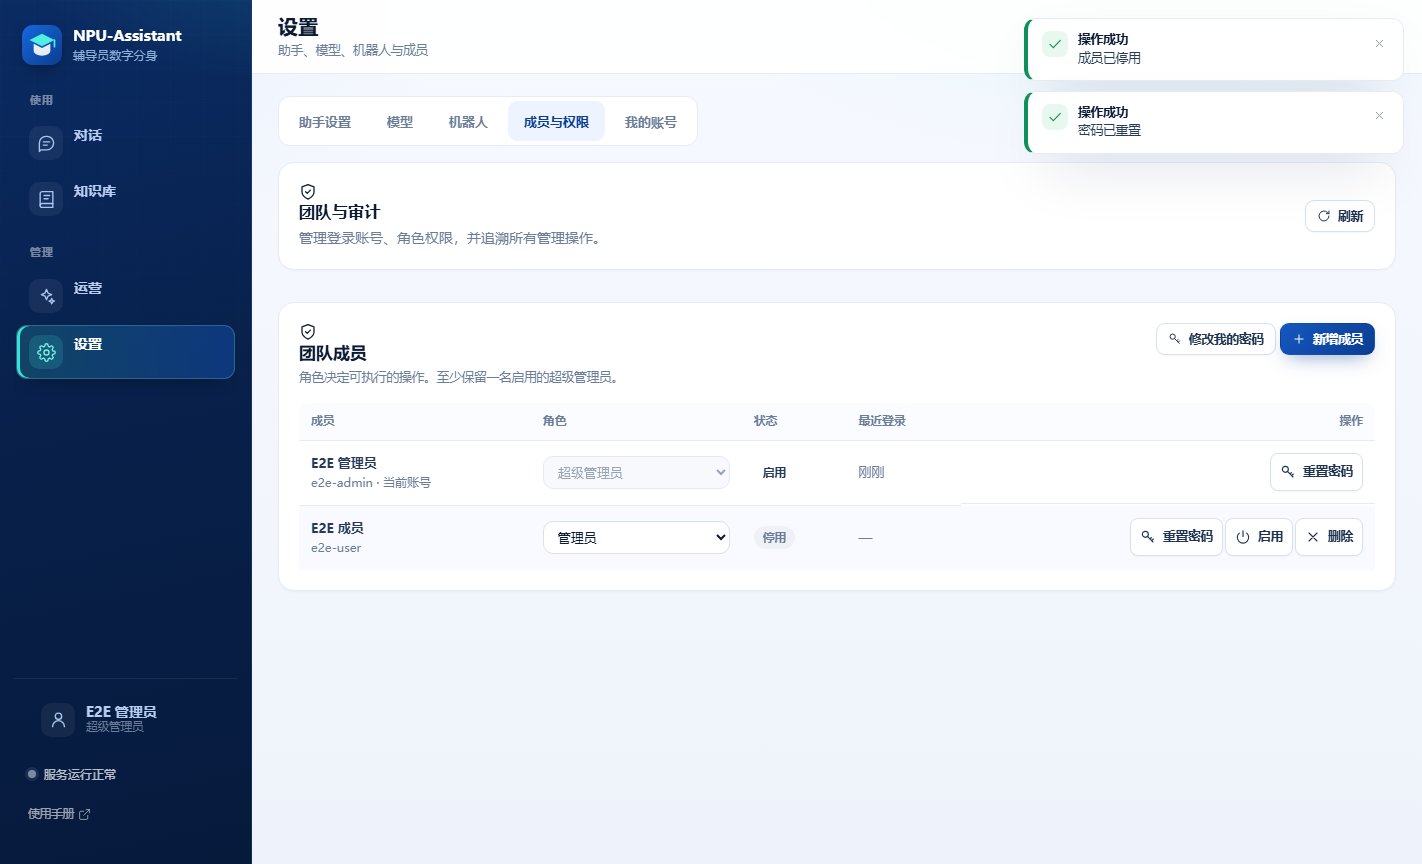 NPU-Assistant
辅导员数字分身
使用
对话
知识库
管理
运营
设置
E2E 管理员
超级管理员
服务运行正常
使用手册
设置
助手、模型、机器人与成员
操作成功
成员已停用
操作成功
密码已重置
助手设置 模型 机器人 成员与权限 我的账号
团队与审计
管理登录账号、角色权限，并追溯所有管理操作。
刷新
团队成员
角色决定可执行的操作。至少保留一名启用的超级管理员。
修改我的密码 新增成员
成员 角色 状态 最近登录 操作
E2E 管理员
e2e-admin · 当前账号
超级管理员 启用 刚刚 重置密码
E2E 成员
e2e-user
管理员 停用 — 重置密码 启用 删除